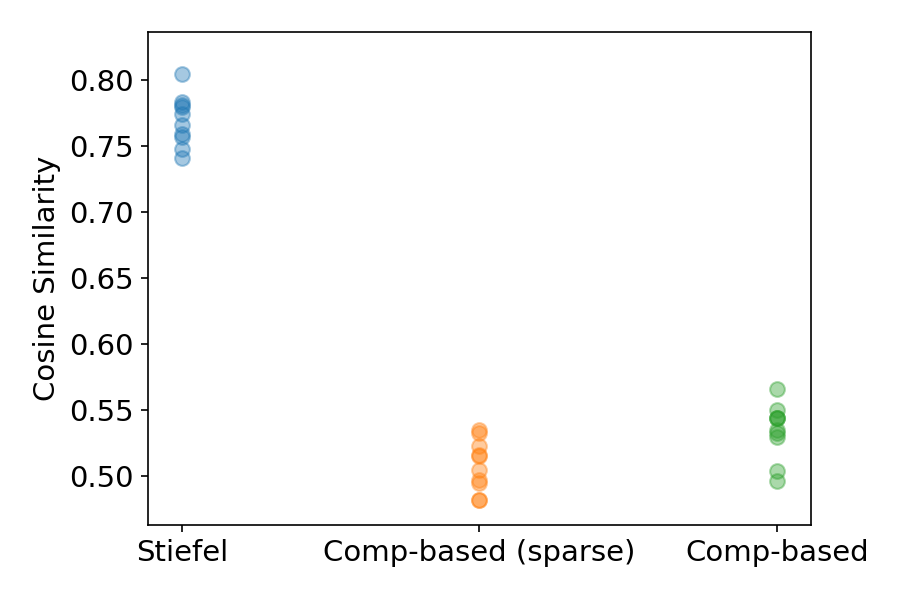 Cosine Similarity
0.80
0.75
0.70
0.65
0.60
0.55
0.50
Stiefel
Comp-based (sparse)
Comp-based